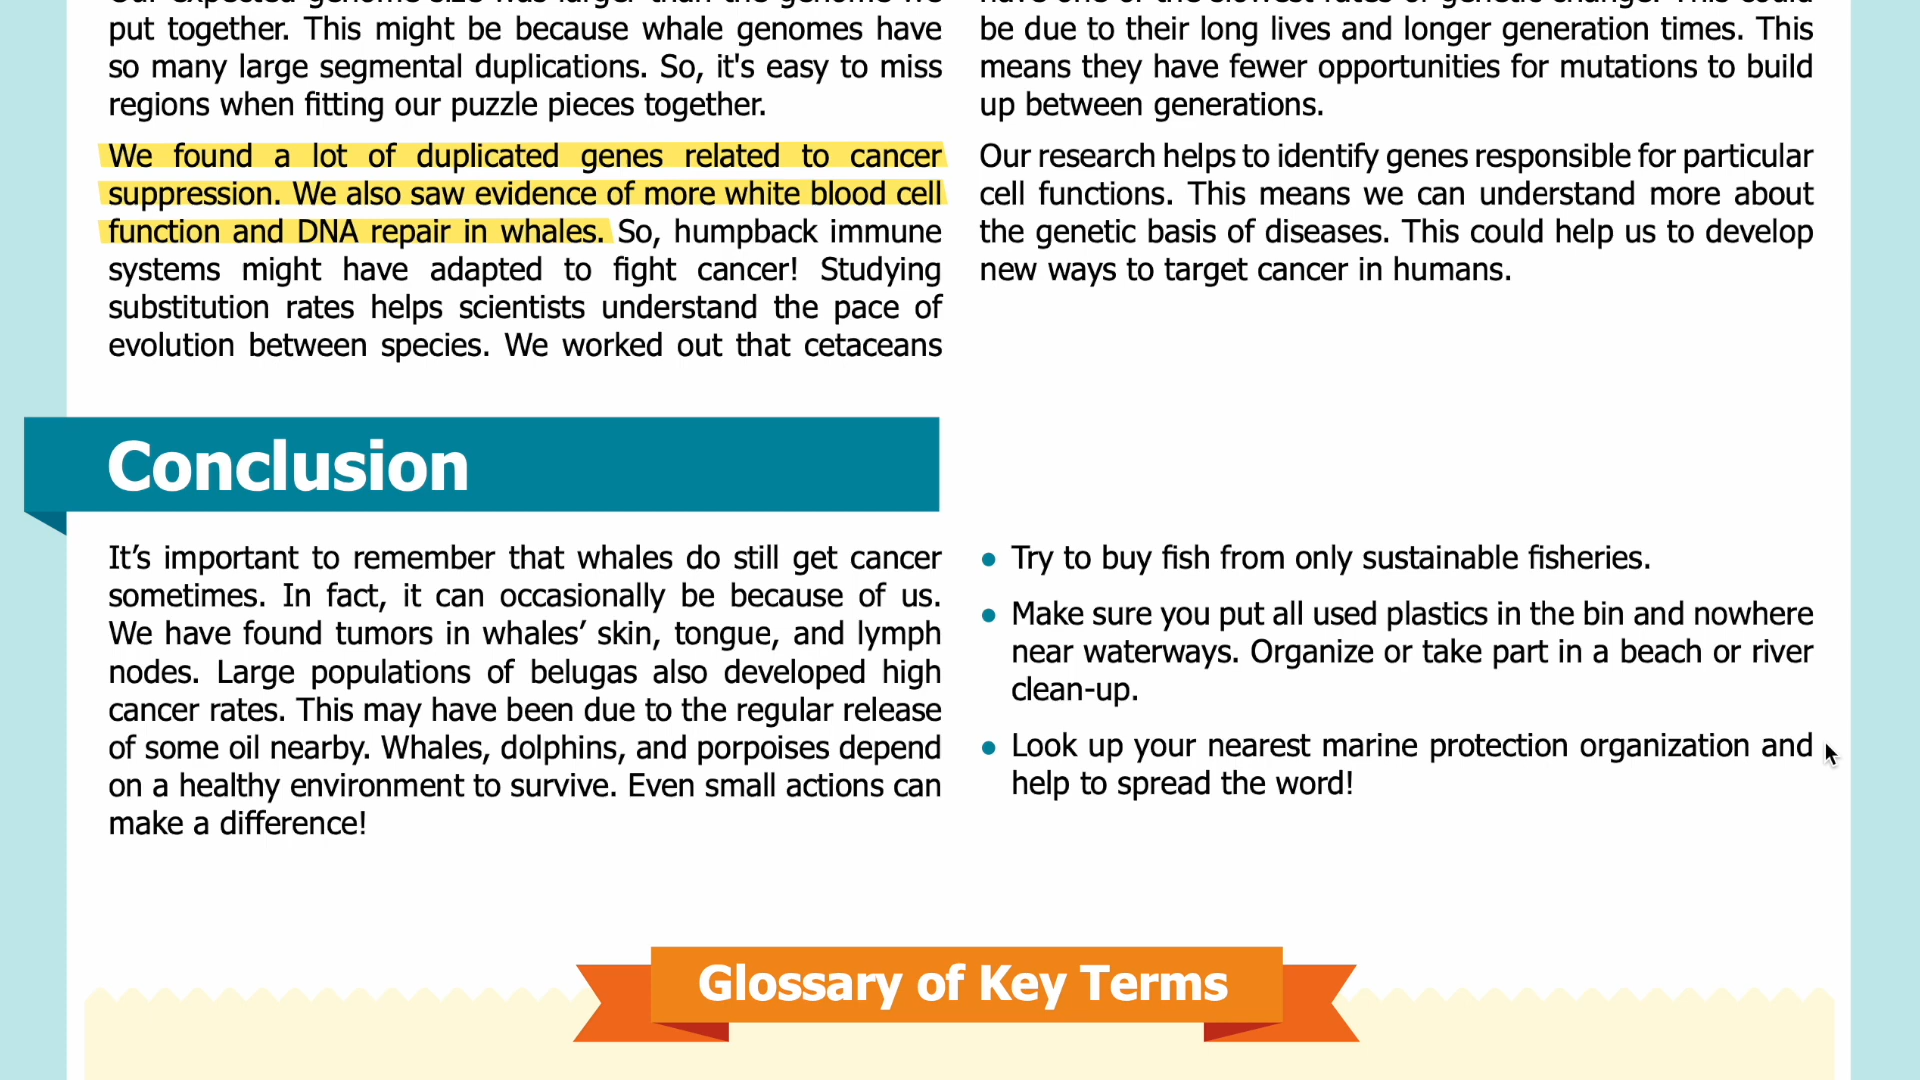 put together. This might be because whale genomes have
so many large segmental duplications. So, it's easy to miss
regions when fitting our puzzle pieces together.
We found a lot of duplicated genes related to cancer
suppression. We also saw evidence of more white blood cell
function and DNA repair in whales. So, humpback immune
systems might have adapted to fight cancer! Studying
substitution rates helps scientists understand the pace of
evolution between species. We worked out that cetaceans
be due to their long lives and longer generation times. This
means they have fewer opportunities for mutations to build
up between generations.
Our research helps to identify genes responsible for particular
cell functions. This means we can understand more about
the genetic basis of diseases. This could help us to develop
new ways to target cancer in humans.
Conclusion
It’s important to remember that whales do still get cancer
sometimes. In fact, it can occasionally be because of us.
We have found tumors in whales’ skin, tongue, and lymph
nodes. Large populations of belugas also developed high
cancer rates. This may have been due to the regular release
of some oil nearby. Whales, dolphins, and porpoises depend
on a healthy environment to survive. Even small actions can
make a difference!
• Try to buy fish from only sustainable fisheries.
• Make sure you put all used plastics in the bin and nowhere
near waterways. Organize or take part in a beach or river
clean-up.
• Look up your nearest marine protection organization and
help to spread the word!
Glossary of Key Terms